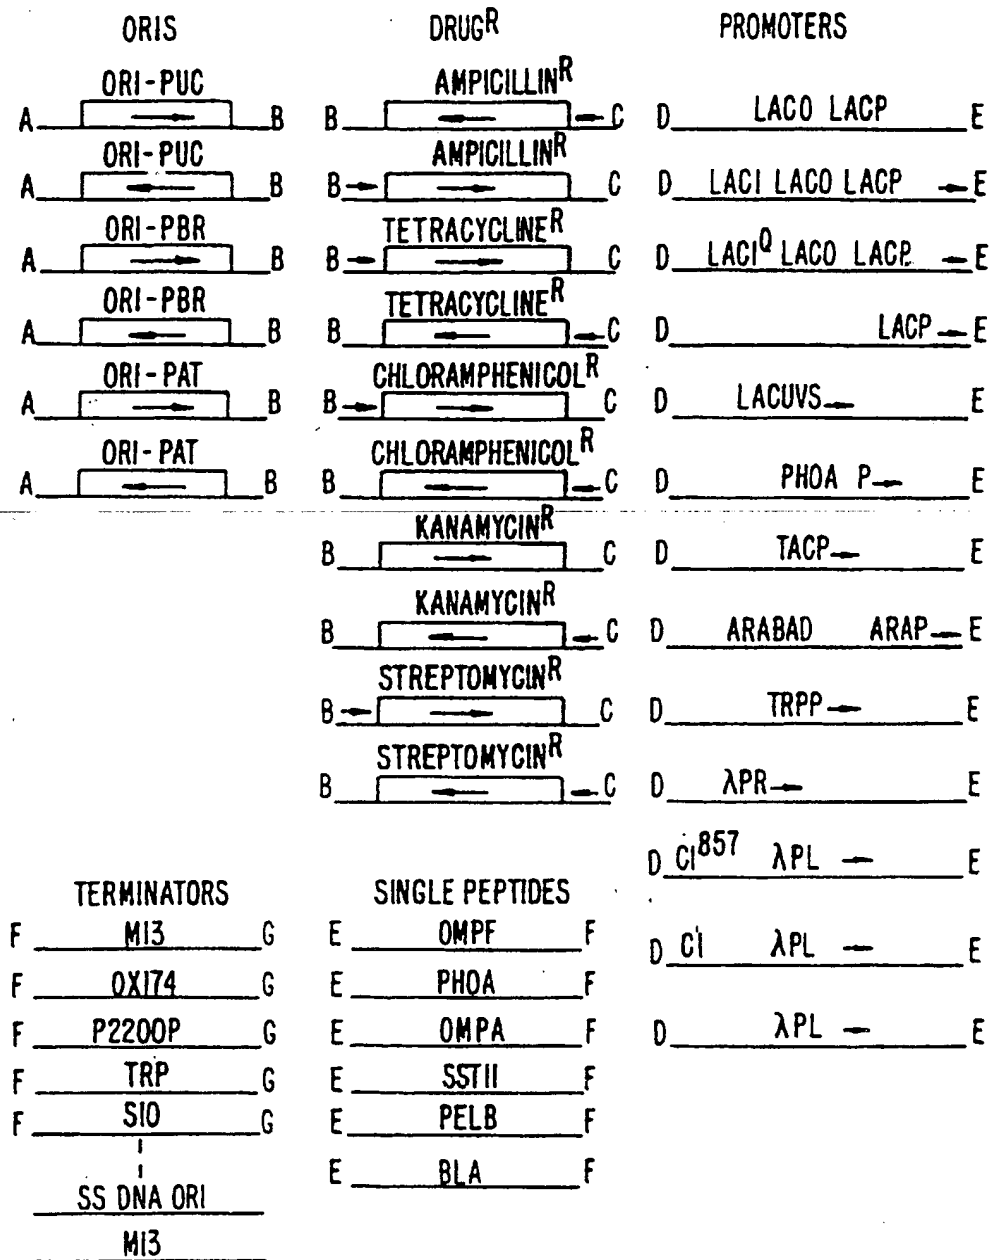 ORIS
ORI-PUC
A B
ORI-PUC
A B
ORI-PBR
A B
ORI-PBR
A B
ORI-PAT
A B
ORI-PAT
A B
DRUGR
AMPICILLINR
B C
AMPICILLINR
B C
TETRACYCLINER
B C
TETRACYCLINER
B C
CHLORAMPHENICOLR
B C
CHLORAMPHENICOLR
B C
KANAMYCINR
B C
KANAMYCINR
B C
STREPTOMYCINR
B C
STREPTOMYCINR
B C
PROMOTERS
D LACO LACP E
D LACI LACO LACP E
D LACIQ LACO LACP E
D LACP E
D LACUVS E
D PHOA P E
D TACP E
D ARABAD ARAP E
D TRPP E
D λPR E
D CI857 λPL E
D CI λPL E
D λPL E
TERMINATORS
F M13 G
F OX174 G
F P22OOP G
F TRP G
F S10 G
SS DNA ORI
M13
SINGLE PEPTIDES
E OMPF F
E PHOA F
E OMPA F
E SSTII F
E PELB F
E BLA F